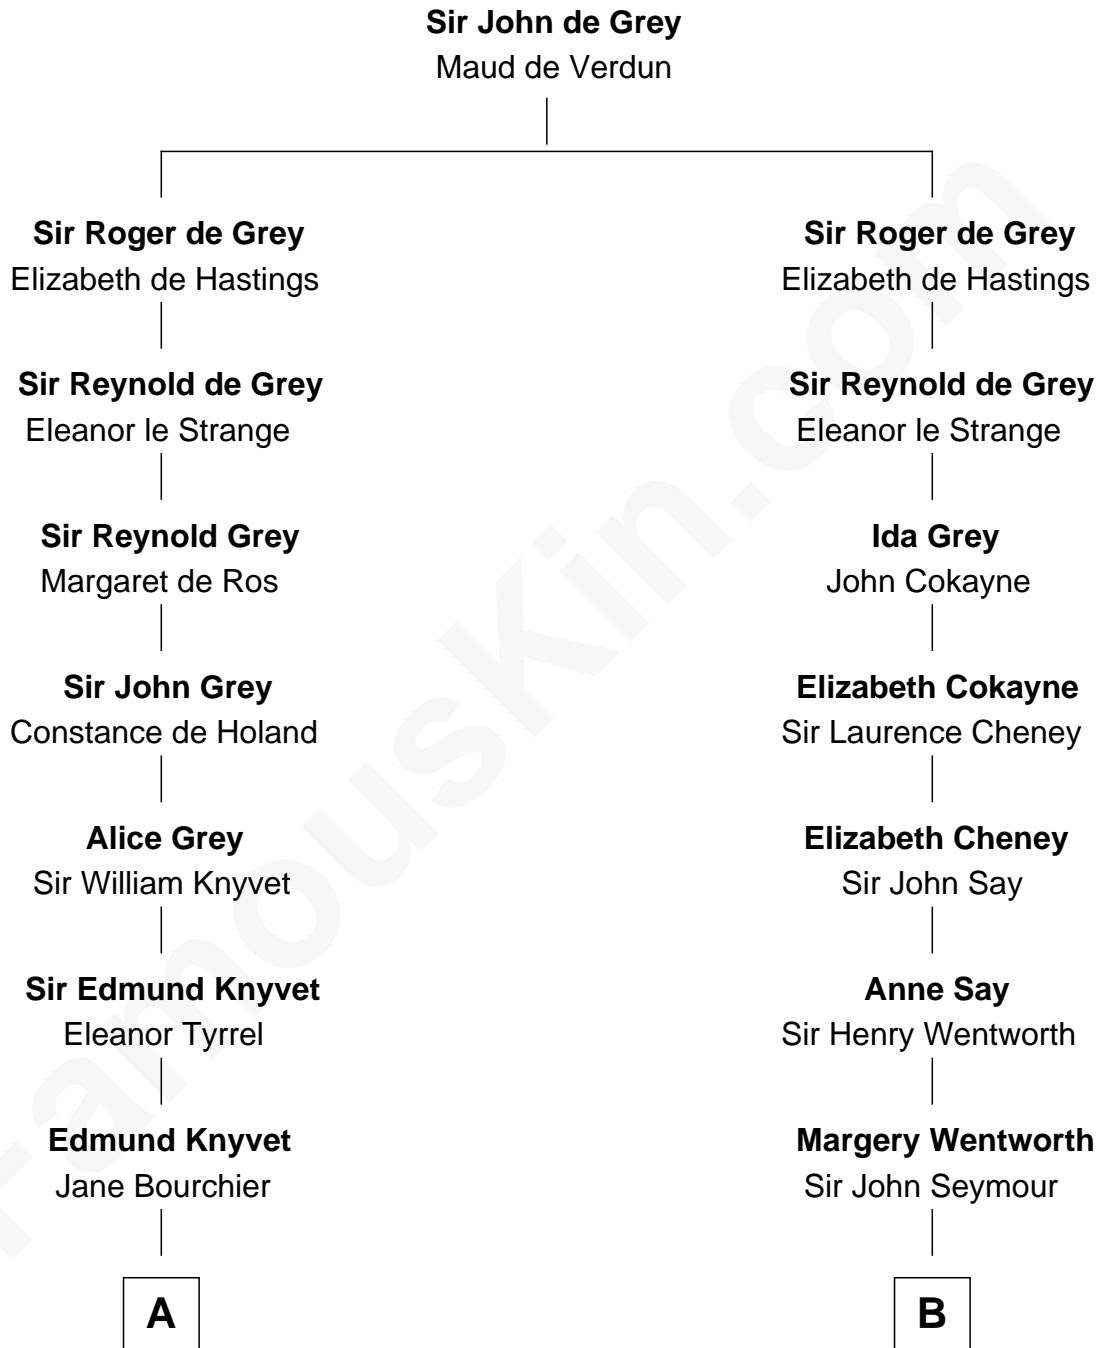 Sir John de Grey
Maud de Verdun
Sir Roger de Grey
Elizabeth de Hastings
Sir Roger de Grey
Elizabeth de Hastings
Sir Reynold de Grey
Eleanor le Strange
Sir Reynold de Grey
Eleanor le Strange
Sir Reynold Grey
Margaret de Ros
Ida Grey
John Cokayne
Sir John Grey
Constance de Holand
Elizabeth Cokayne
Sir Laurence Cheney
Alice Grey
Sir William Knyvet
Elizabeth Cheney
Sir John Say
Sir Edmund Knyvet
Eleanor Tyrrel
Anne Say
Sir Henry Wentworth
Edmund Knyvet
Jane Bourchier
Margery Wentworth
Sir John Seymour
A
B
FamousKin.com